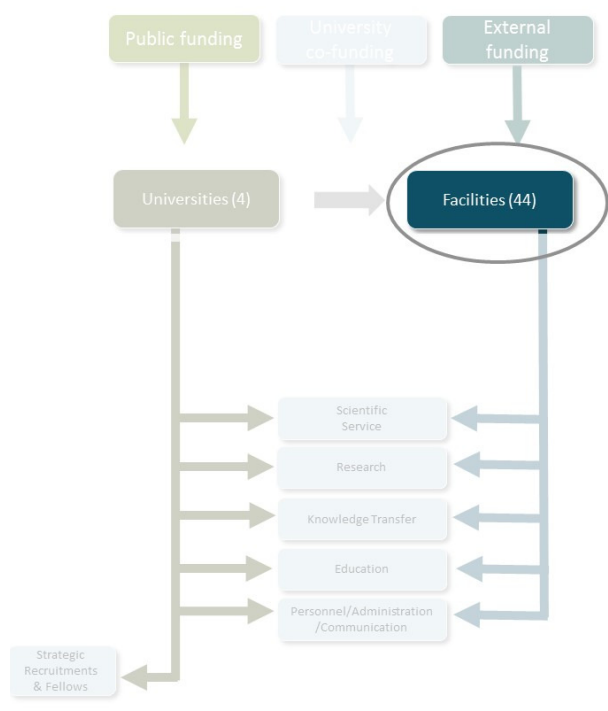 Public funding
University
co-funding
External
funding
Universities (4)
Facilities (44)
Scientific
Service
Research
Knowledge Transfer
Education
Personnel/Administration
/Communication
Strategic
Recruitments
& Fellows